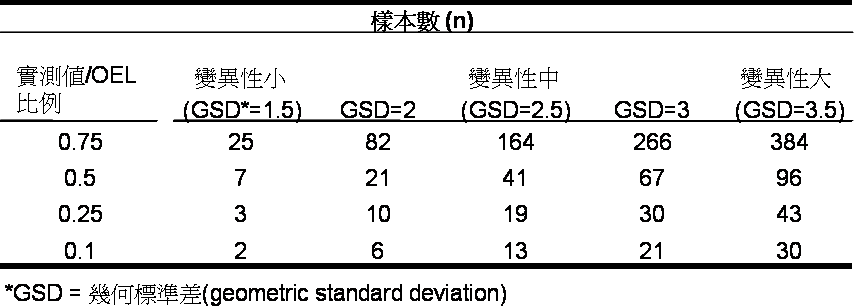 樣本數 (n)
實測值/OEL 比例 變異性小 (GSD*=1.5) GSD=2 變異性中 (GSD=2.5) GSD=3 變異性大 (GSD=3.5)
0.75 25 82 164 266 384
0.5 7 21 41 67 96
0.25 3 10 19 30 43
0.1 2 6 13 21 30
*GSD = 幾何標準差(geometric standard deviation)